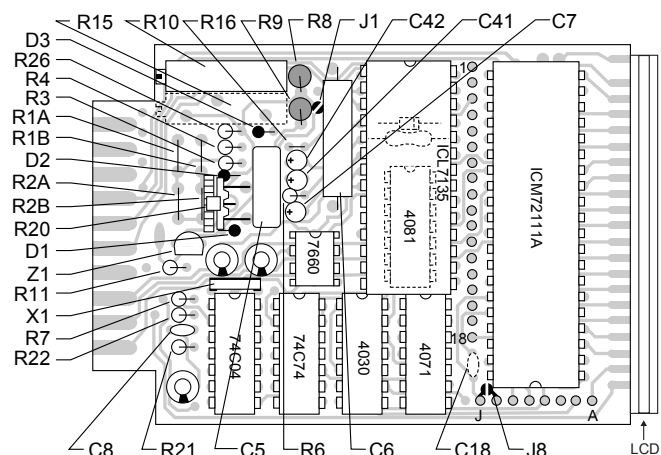 R15 R10 R16 R9 R8 J1 C42 C41 C7
D3
R26
R4
R3
R1A
R1B
D2
R2A
R2B
R20
D1
Z1
R11
X1
R7
R22
1
ICL7135
ICM72111A
4081
7660
18
74C04
74C74
4030
4071
J
A
C8 R21 C5 R6 C6 C18 J8 LCD